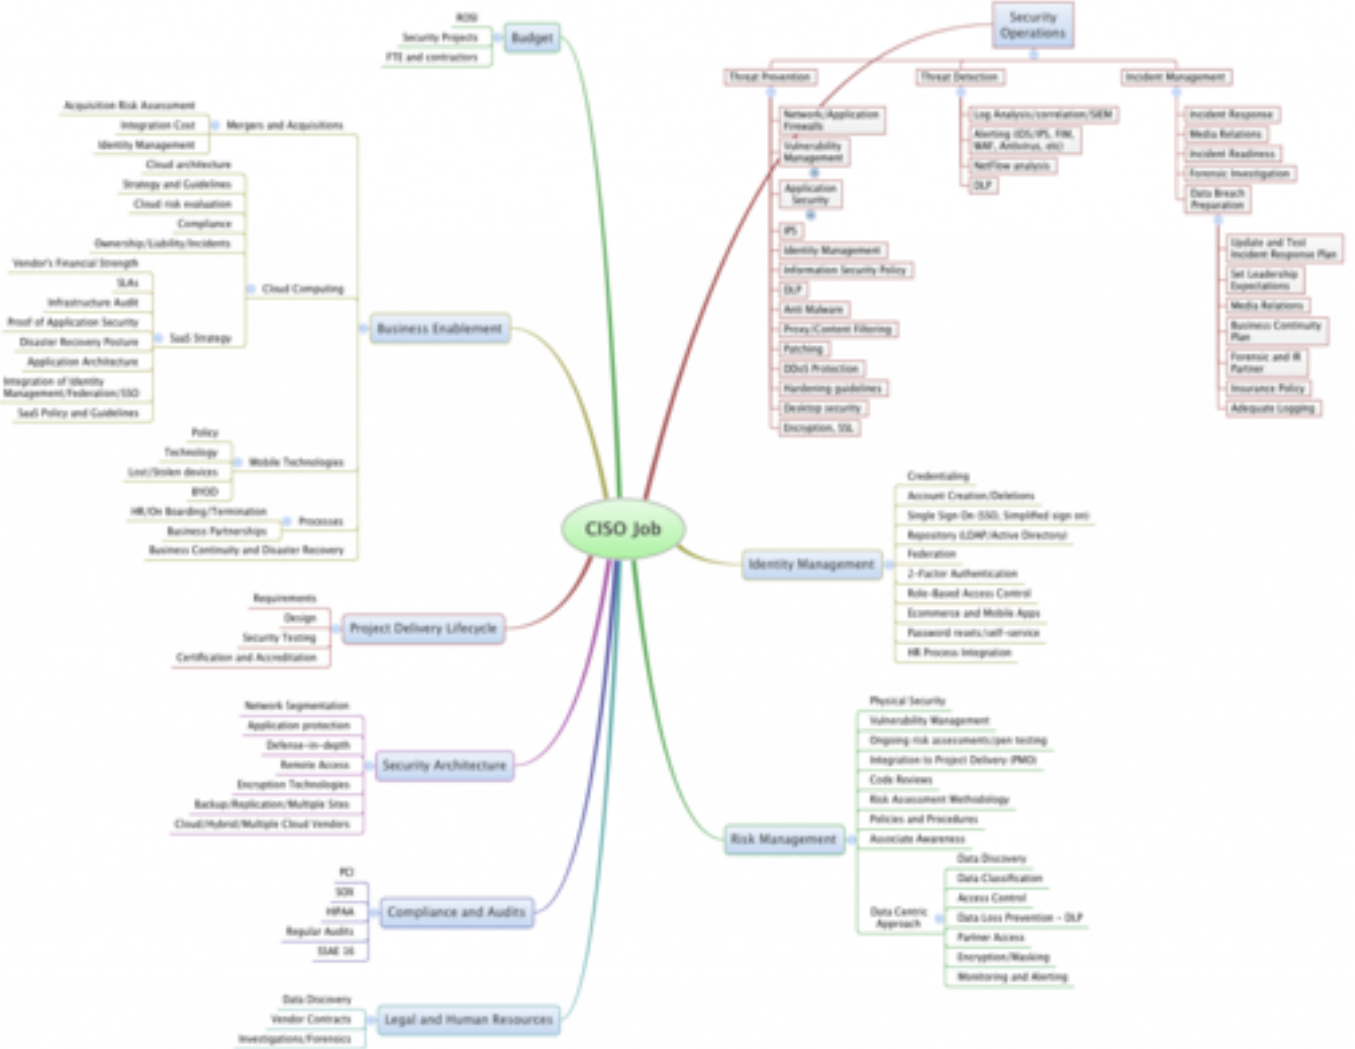 ROSI
Security Projects
FTE and contractors
Budget
Acquisition Risk Assessment
Integration Cost
Identity Management
Mergers and Acquisitions
Cloud architecture
Strategy and Guidelines
Cloud risk evaluation
Compliance
Ownership/Liability/Incidents
Vendor's Financial Strength
SLAs
Infrastructure Audit
Proof of Application Security
Disaster Recovery Posture
Application Architecture
Integration of Identity
Management/Federation/SSO
SaaS Policy and Guidelines
SaaS Strategy
Cloud Computing
Business Enablement
Policy
Technology
Lost/Stolen devices
BYOD
Mobile Technologies
HR/On Boarding/Termination
Business Partnerships
Processes
Business Continuity and Disaster Recovery
CISO Job
Requirements
Design
Security Testing
Certification and Accreditation
Project Delivery Lifecycle
Network Segmentation
Application protection
Defense-in-depth
Remote Access
Encryption Technologies
Backup/Replication/Multiple Sites
Cloud/Hybrid/Multiple Cloud Vendors
Security Architecture
PCI
SOX
HIPAA
Regular Audits
SSAE 16
Compliance and Audits
Data Discovery
Vendor Contracts
Investigations/Forensics
Legal and Human Resources
Security
Operations
Threat Prevention
Network/Application
Firewalls
Vulnerability
Management
Application
Security
IPS
Identity Management
Information Security Policy
DLP
Anti Malware
Proxy/Content Filtering
Patching
DDoS Protection
Hardening guidelines
Desktop security
Encryption, SSL
Threat Detection
Log Analysis/correlation/SIEM
Alerting (IDS/IPS, FIM,
WAF, Antivirus, etc)
NetFlow analysis
DLP
Incident Management
Incident Response
Media Relations
Incident Readiness
Forensic Investigation
Data Breach
Preparation
Update and Test
Incident Response Plan
Set Leadership
Expectations
Media Relations
Business Continuity
Plan
Forensic and IR
Partner
Insurance Policy
Adequate Logging
Identity Management
Credentialing
Account Creation/Deletions
Single Sign On (SSO, Simplified sign on)
Repository (LDAP/Active Directory)
Federation
2-Factor Authentication
Role-Based Access Control
Ecommerce and Mobile Apps
Password resets/self-service
HR Process Integration
Risk Management
Physical Security
Vulnerability Management
Ongoing risk assessments/pen testing
Integration to Project Delivery (PMO)
Code Reviews
Risk Assessment Methodology
Policies and Procedures
Associate Awareness
Data Centric
Approach
Data Discovery
Data Classification
Access Control
Data Loss Prevention - DLP
Partner Access
Encryption/Masking
Monitoring and Alerting